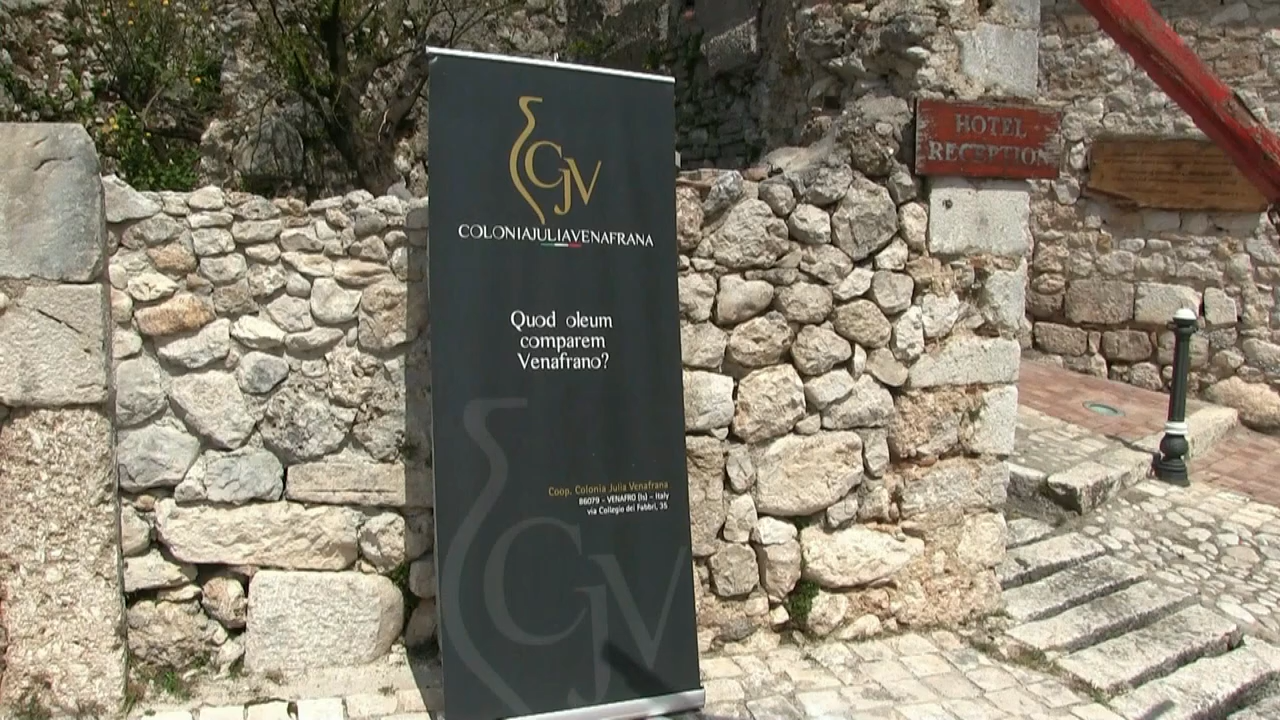 CJV
COLONIAJULIAVENAFRANA
Quod oleum
comparem
Venafrano?
Coop. Colonia Julia Venafrana
86079 - VENAFRO (Is) - Italy
via Collegio dei Fabbri, 35
CJV
HOTEL
RECEPTION